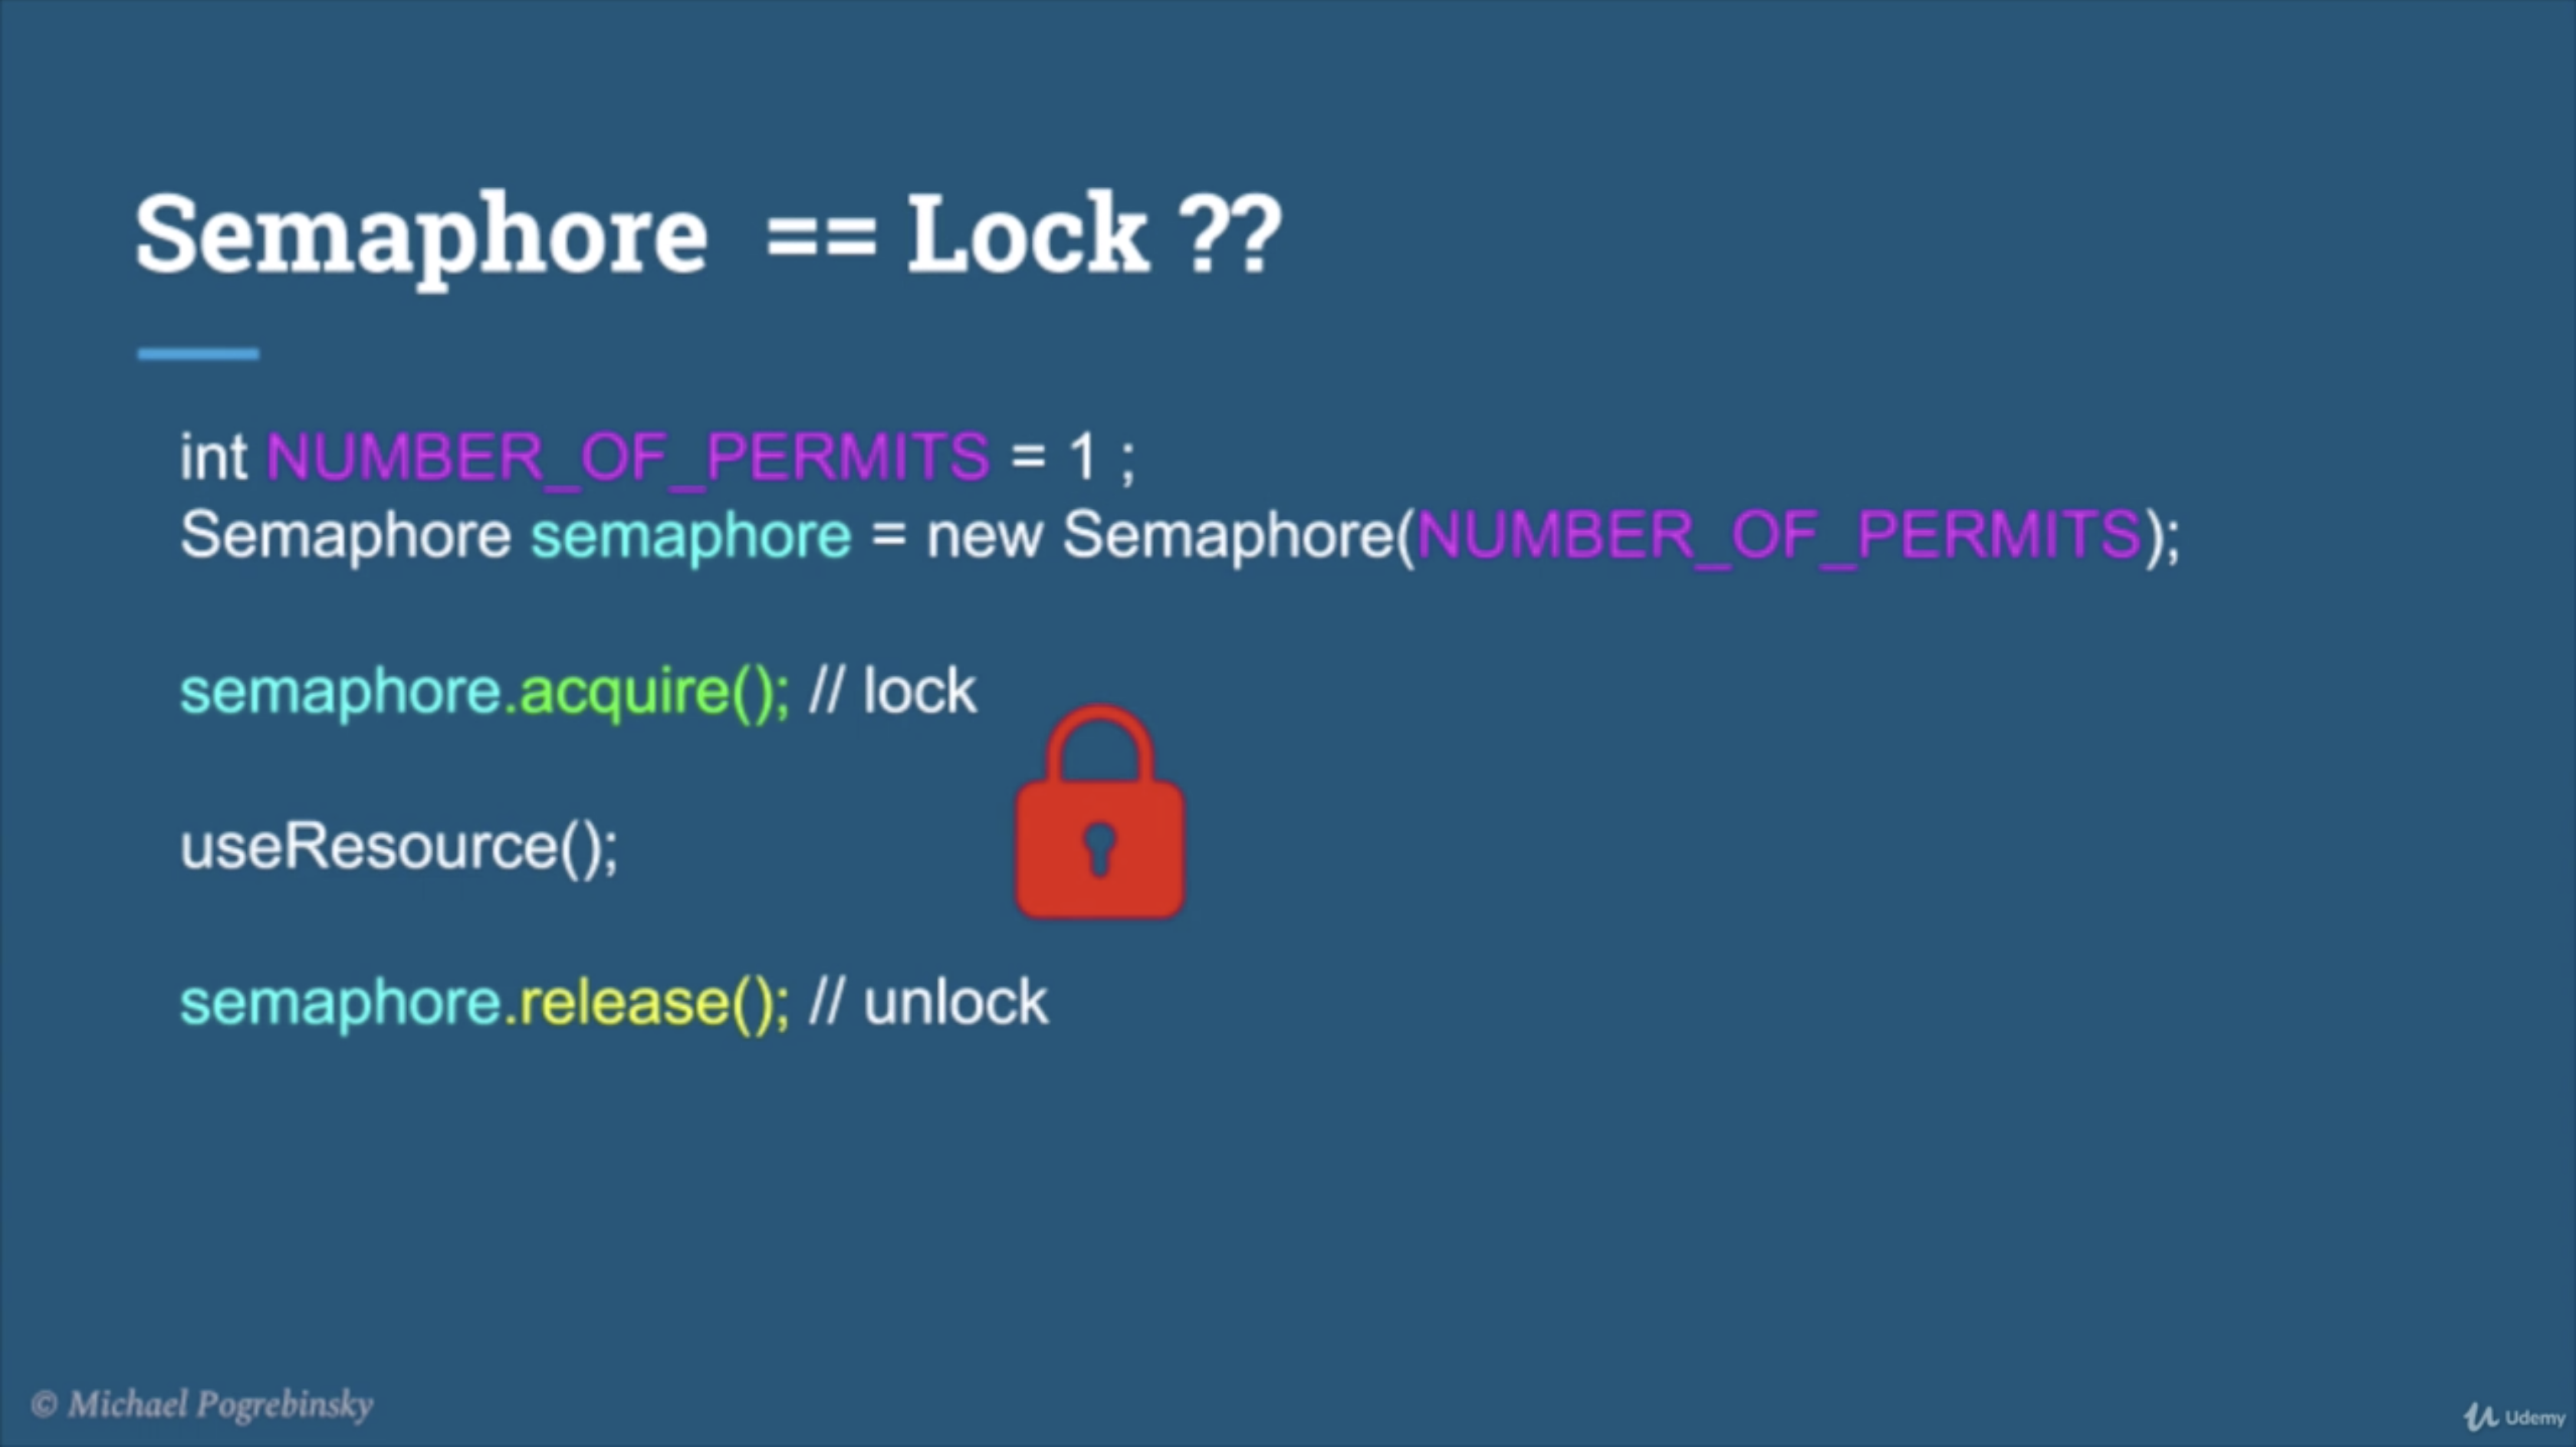 Semaphore == Lock ??
int NUMBER_OF_PERMITS = 1 ;
Semaphore semaphore = new Semaphore(NUMBER_OF_PERMITS);
semaphore.acquire(); // lock
useResource();
semaphore.release(); // unlock
© Michael Pogrebinsky
Udemy